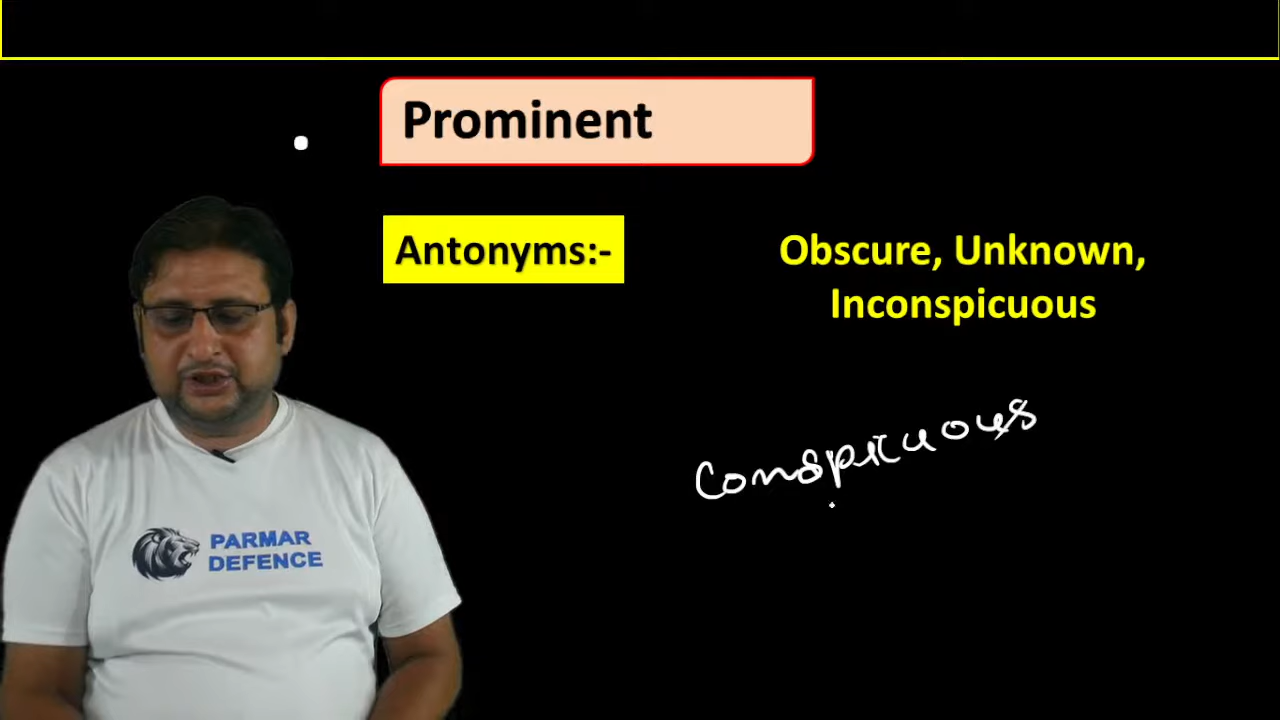 Prominent
Antonyms:-
Obscure, Unknown,
Inconspicuous
Conspicuous
PARMAR
DEFENCE